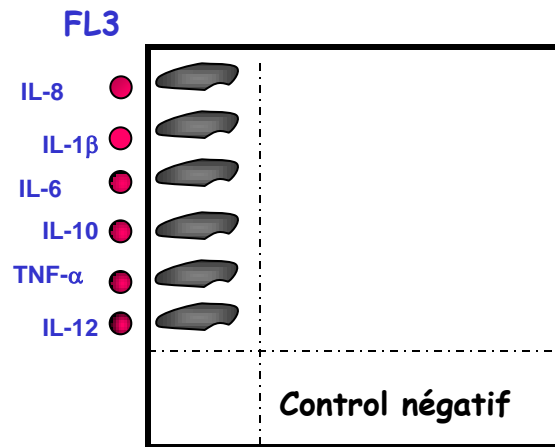 FL3
IL-8
IL-1β
IL-6
IL-10
TNF-α
IL-12
Control négatif